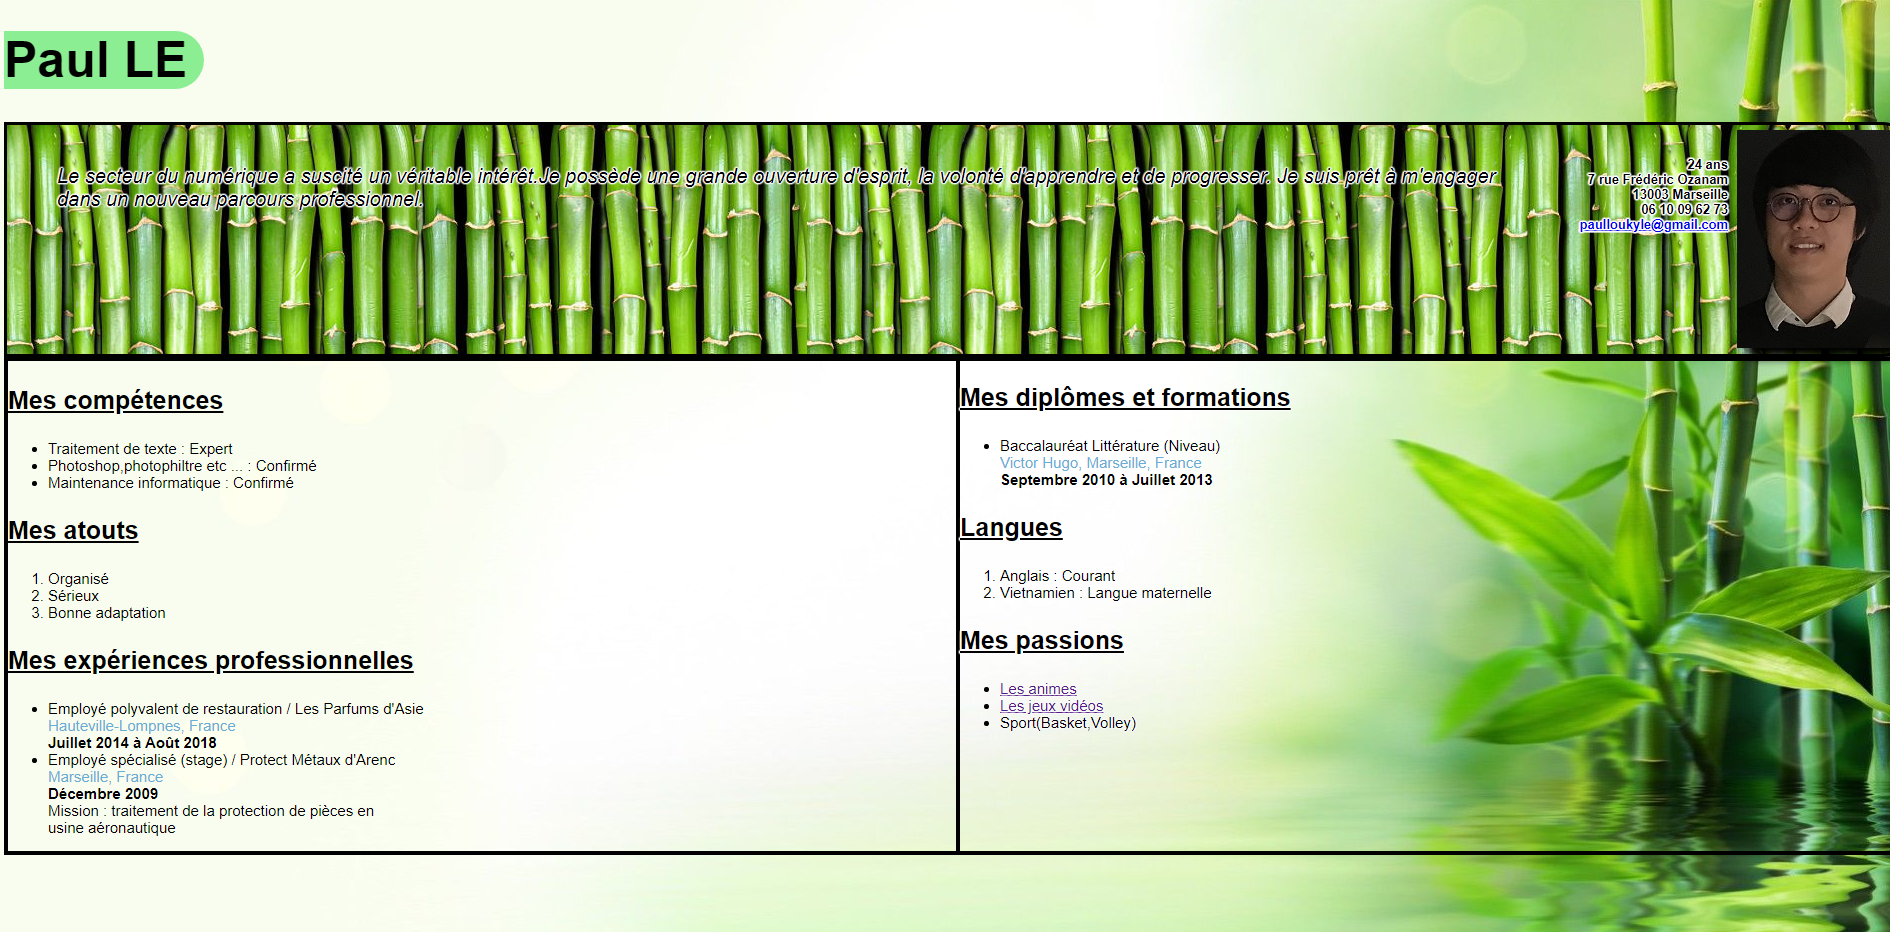 Paul LE
Le secteur du numérique a suscité un véritable intérêt.Je possède une grande ouverture d'esprit, la volonté d'apprendre et de progresser. Je suis prêt à m'engager
dans un nouveau parcours professionnel.
24 ans
7 rue Frédéric Ozanam
13003 Marseille
06 10 09 62 73
paulloukyle@gmail.com
Mes compétences
Traitement de texte : Expert
Photoshop,photophiltre etc ... : Confirmé
Maintenance informatique : Confirmé
Mes atouts
1. Organisé
2. Sérieux
3. Bonne adaptation
Mes expériences professionnelles
Employé polyvalent de restauration / Les Parfums d'Asie
Hauteville-Lompnes, France
Juillet 2014 à Août 2018
Employé spécialisé (stage) / Protect Métaux d'Arenc
Marseille, France
Décembre 2009
Mission : traitement de la protection de pièces en
usine aéronautique
Mes diplômes et formations
Baccalauréat Littérature (Niveau)
Victor Hugo, Marseille, France
Septembre 2010 à Juillet 2013
Langues
1. Anglais : Courant
2. Vietnamien : Langue maternelle
Mes passions
Les animes
Les jeux vidéos
Sport(Basket,Volley)